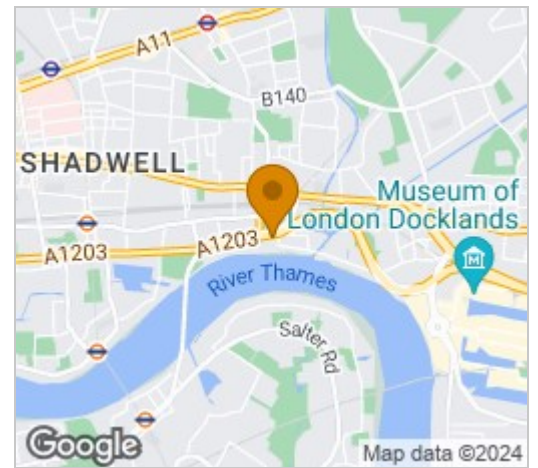 A11
B140
SHADWELL
Museum of
London Docklands
A1203
A1203
River Thames
Salter Rd
Google
Map data ©2024